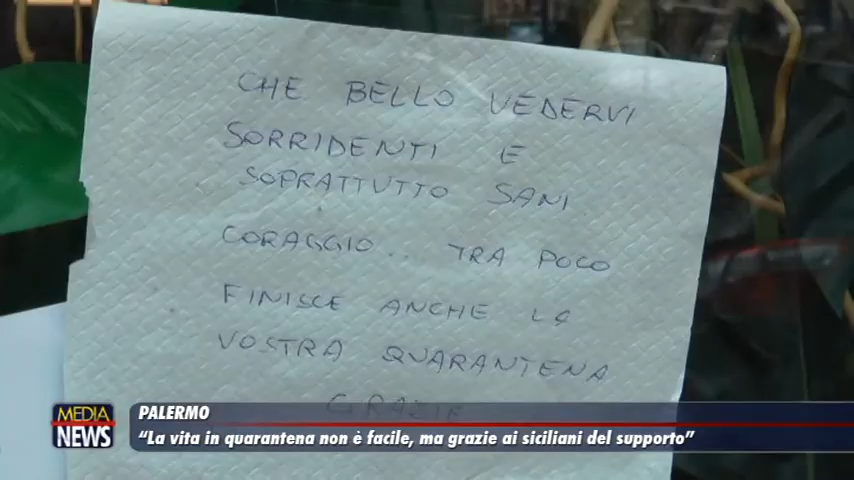 CHE BELLO VEDERVI
SORRIDENTI E
SOPRATTUTTO SANI
CORAGGIO... TRA POCO
FINISCE ANCHE LA
VOSTRA QUARANTENA
GRAZIE
MEDIA
NEWS
PALERMO
“La vita in quarantena non è facile, ma grazie ai siciliani del supporto”